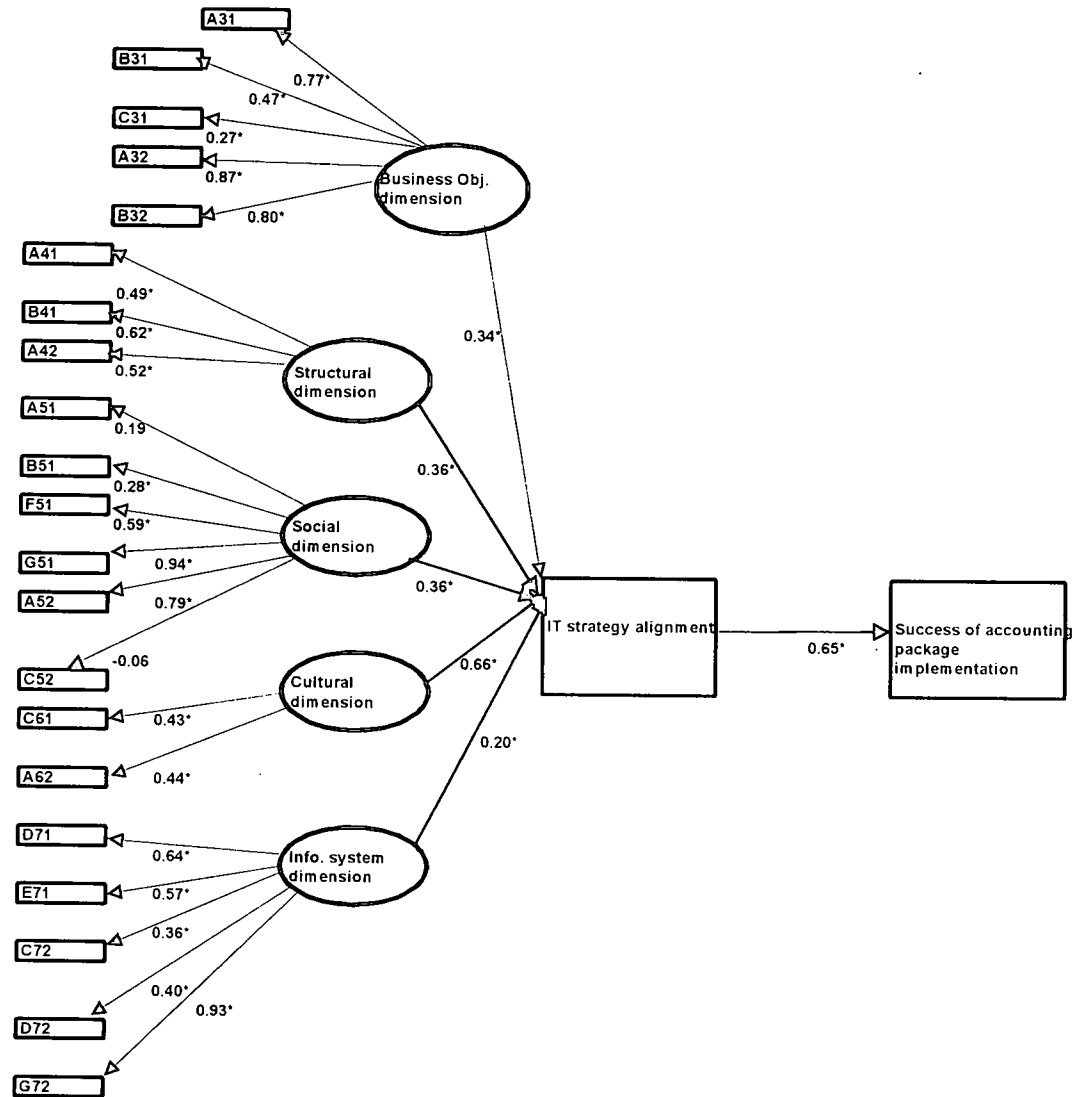 A31
B31
0.77*
0.47*
C31
0.27*
A32
0.87*
Business Obj.
dimension
B32
0.80*
A41
0.49*
B41
0.62*
0.34*
A42
0.52*
Structural
dimension
A51
0.19
0.36*
B51
0.28*
F51
0.59*
Social
dimension
G51
0.94*
0.36*
A52
0.79*
IT strategy alignment
0.65*
Success of accounting
package
implementation
-0.06
C52
0.66*
C61
0.43*
Cultural
dimension
0.20*
A62
0.44*
D71
0.64*
Info. system
dimension
E71
0.57*
C72
0.36*
0.40*
0.93*
D72
G72